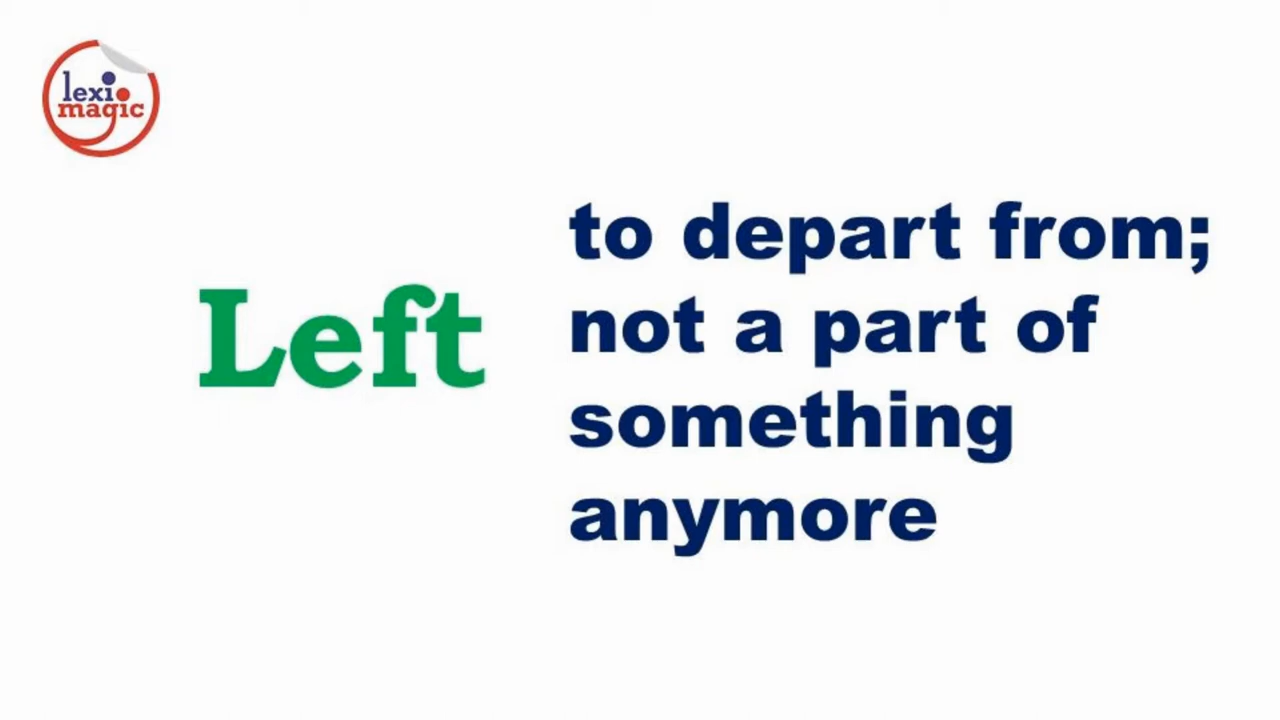 lexi
magic
Left
to depart from;
not a part of
something
anymore